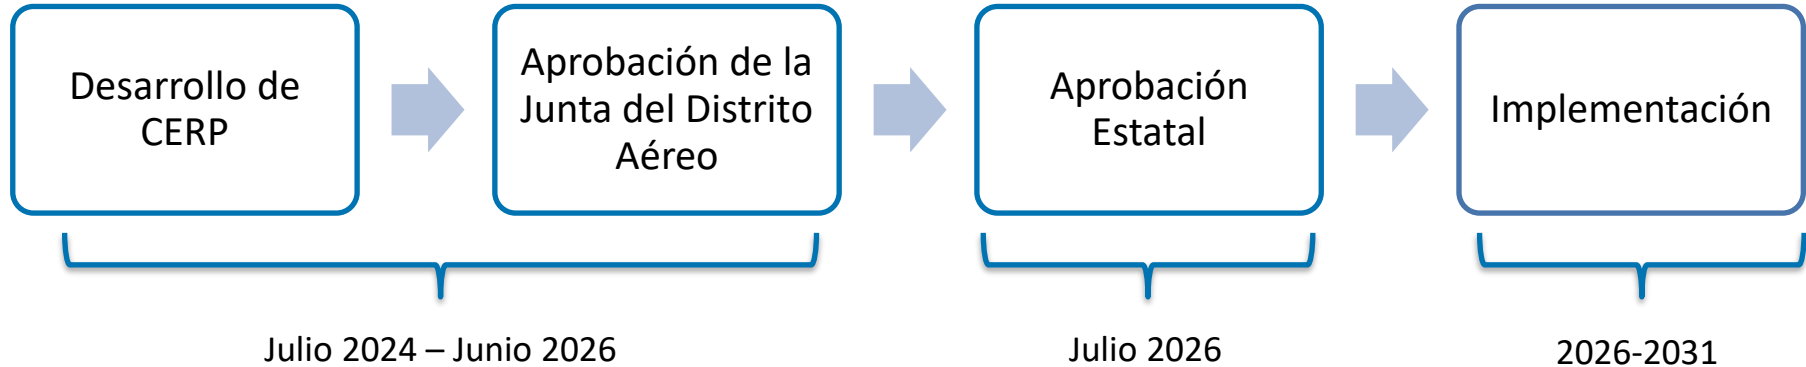 Desarrollo de
CERP
Aprobación de la
Junta del Distrito
Aéreo
Aprobación
Estatal
Implementación
Julio 2024 – Junio 2026
Julio 2026
2026-2031